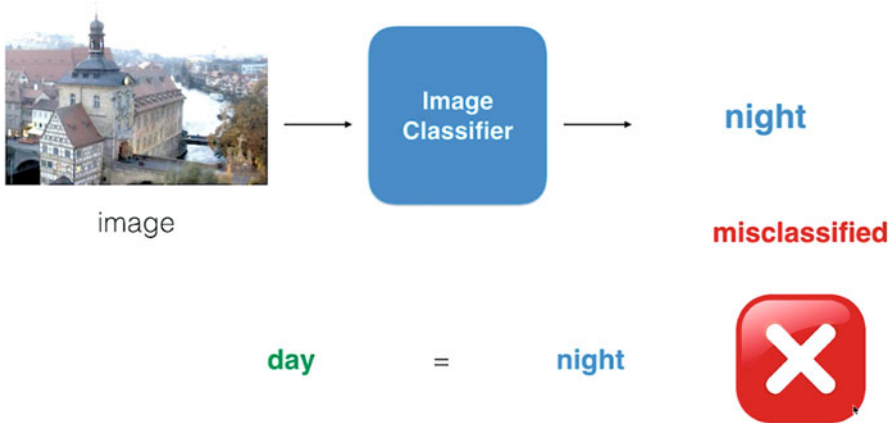 Image
Classifier
night
image
misclassified
day = night